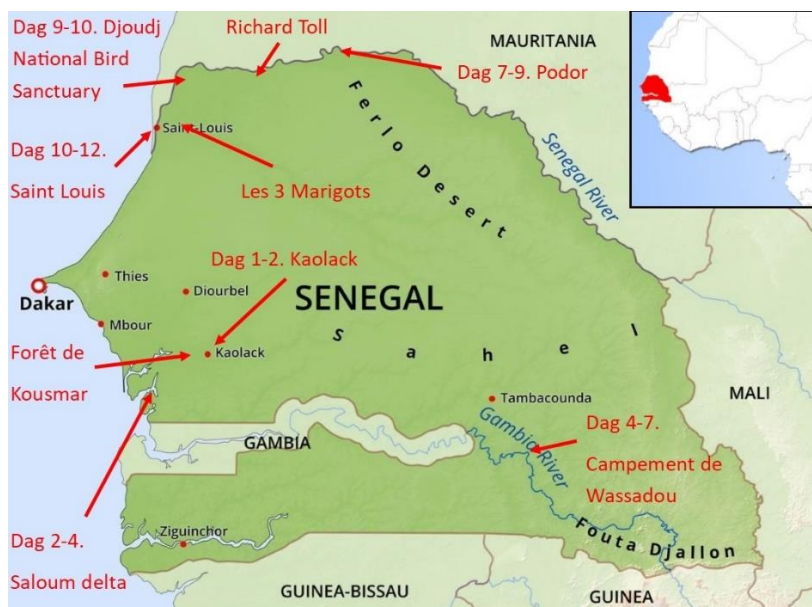 Dag 9-10. Djoudj
National Bird
Sanctuary
Richard Toll
MAURITANIA
Dag 7-9. Podor
Ferlo Desert
Senegal River
Saint-Louis
Dag 10-12.
Saint Louis
Les 3 Marigots
Dag 1-2. Kaolack
Thies
Diourbel
Dakar
SENEGAL
Mbour
Sahel
Forêt de
Kousmar
Kaolack
MALI
Tambacounda
Gambia River
Dag 4-7.
Campement de
Wassadou
GAMBIA
Ziguinchor
Fouta Djallon
Dag 2-4.
Saloum delta
GUINEA-BISSAU
GUINEA